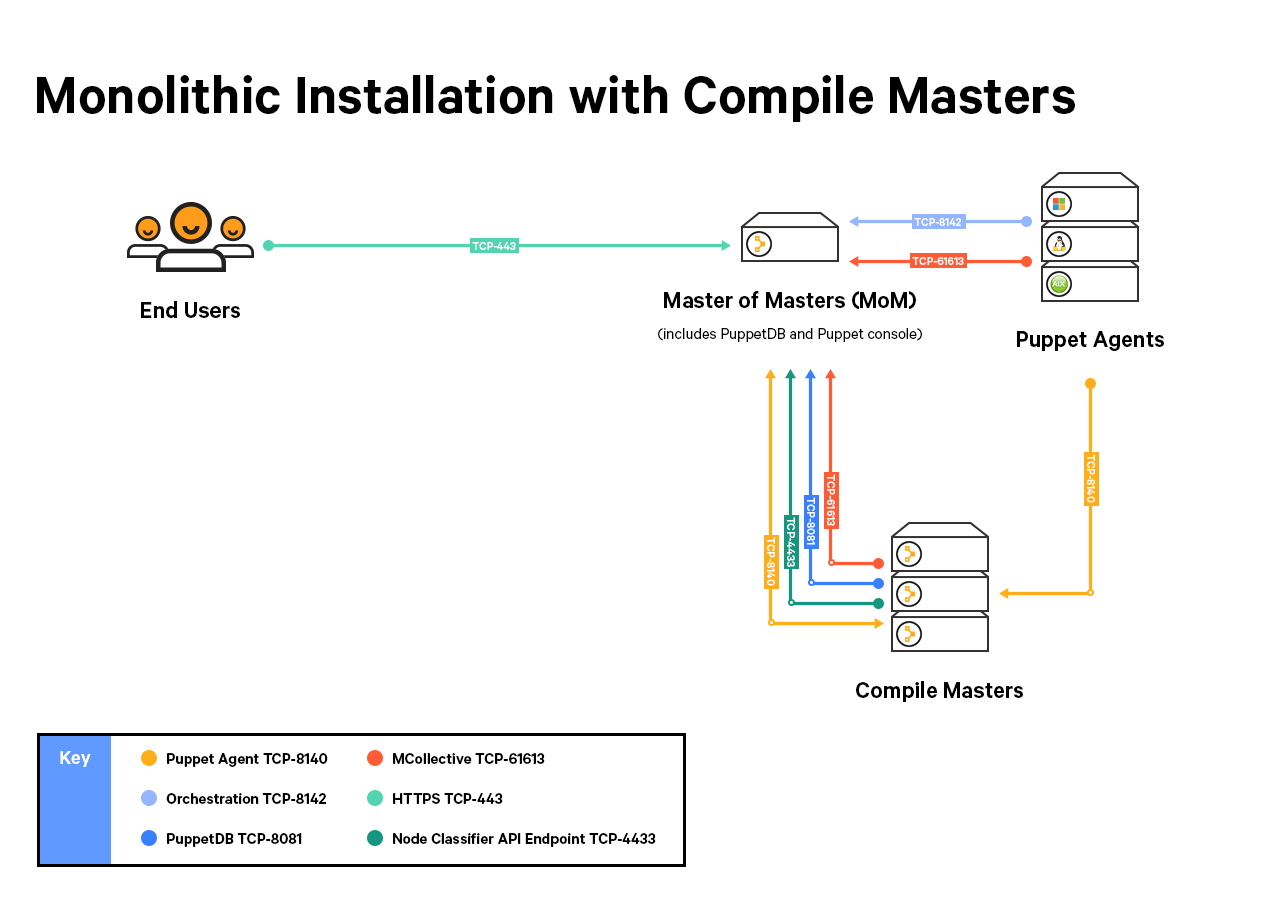 Monolithic Installation with Compile Masters
TCP-443
TCP-8142
TCP-61613
AIX
End Users
Master of Masters (MoM)
(includes PuppetDB and Puppet console)
Puppet Agents
TCP-8140
TCP-4433
TCP-8081
TCP-61613
TCP-8140
Compile Masters
Key
Puppet Agent TCP-8140
MCollective TCP-61613
Orchestration TCP-8142
HTTPS TCP-443
PuppetDB TCP-8081
Node Classifier API Endpoint TCP-4433